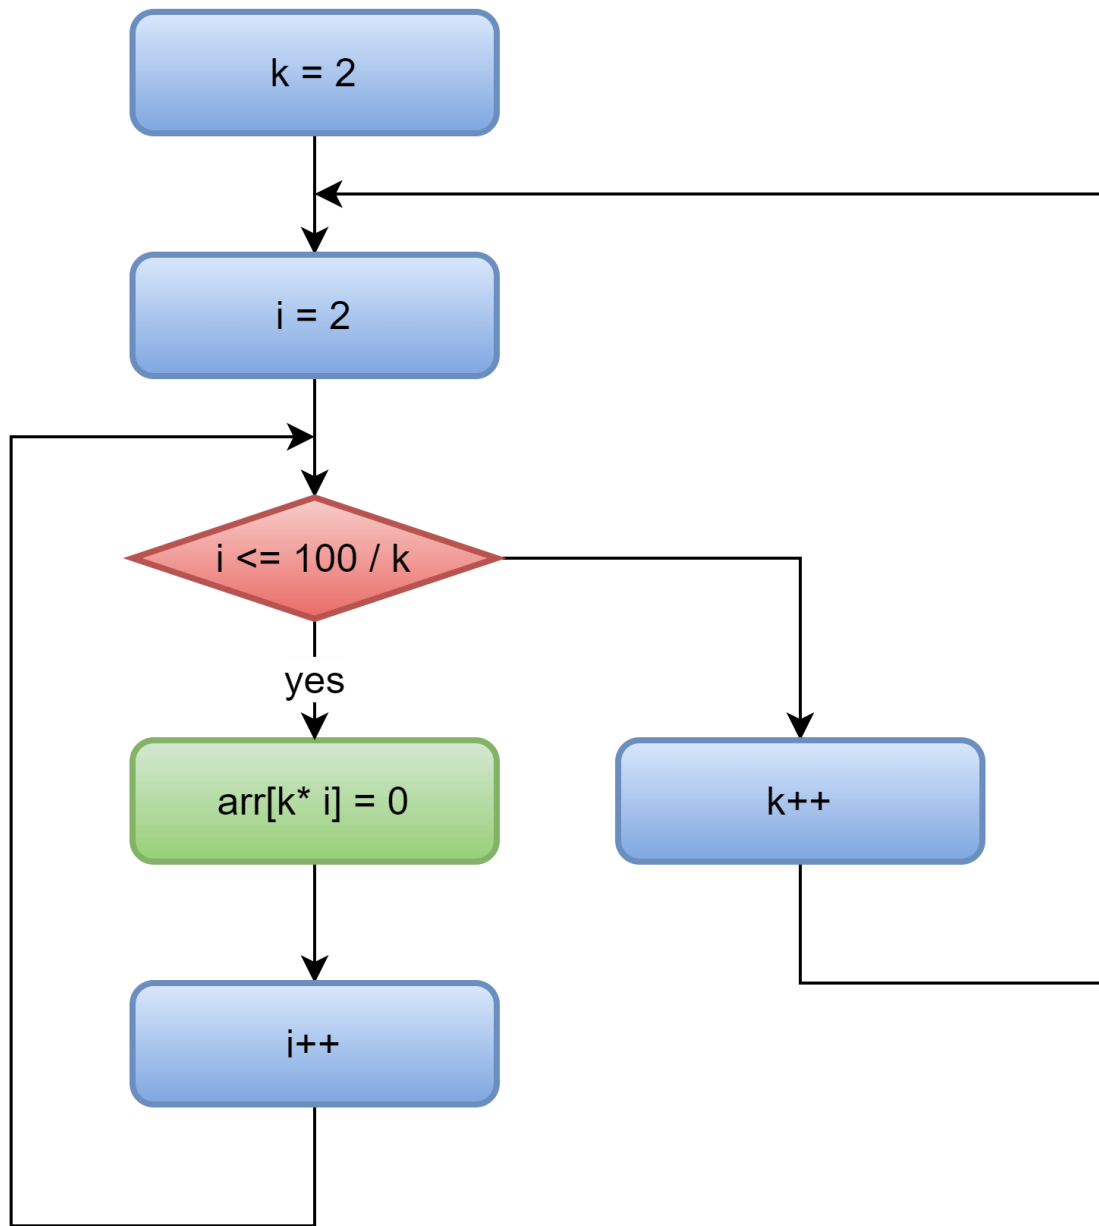 k = 2
i = 2
i <= 100 / k
yes
arr[k* i] = 0
k++
i++